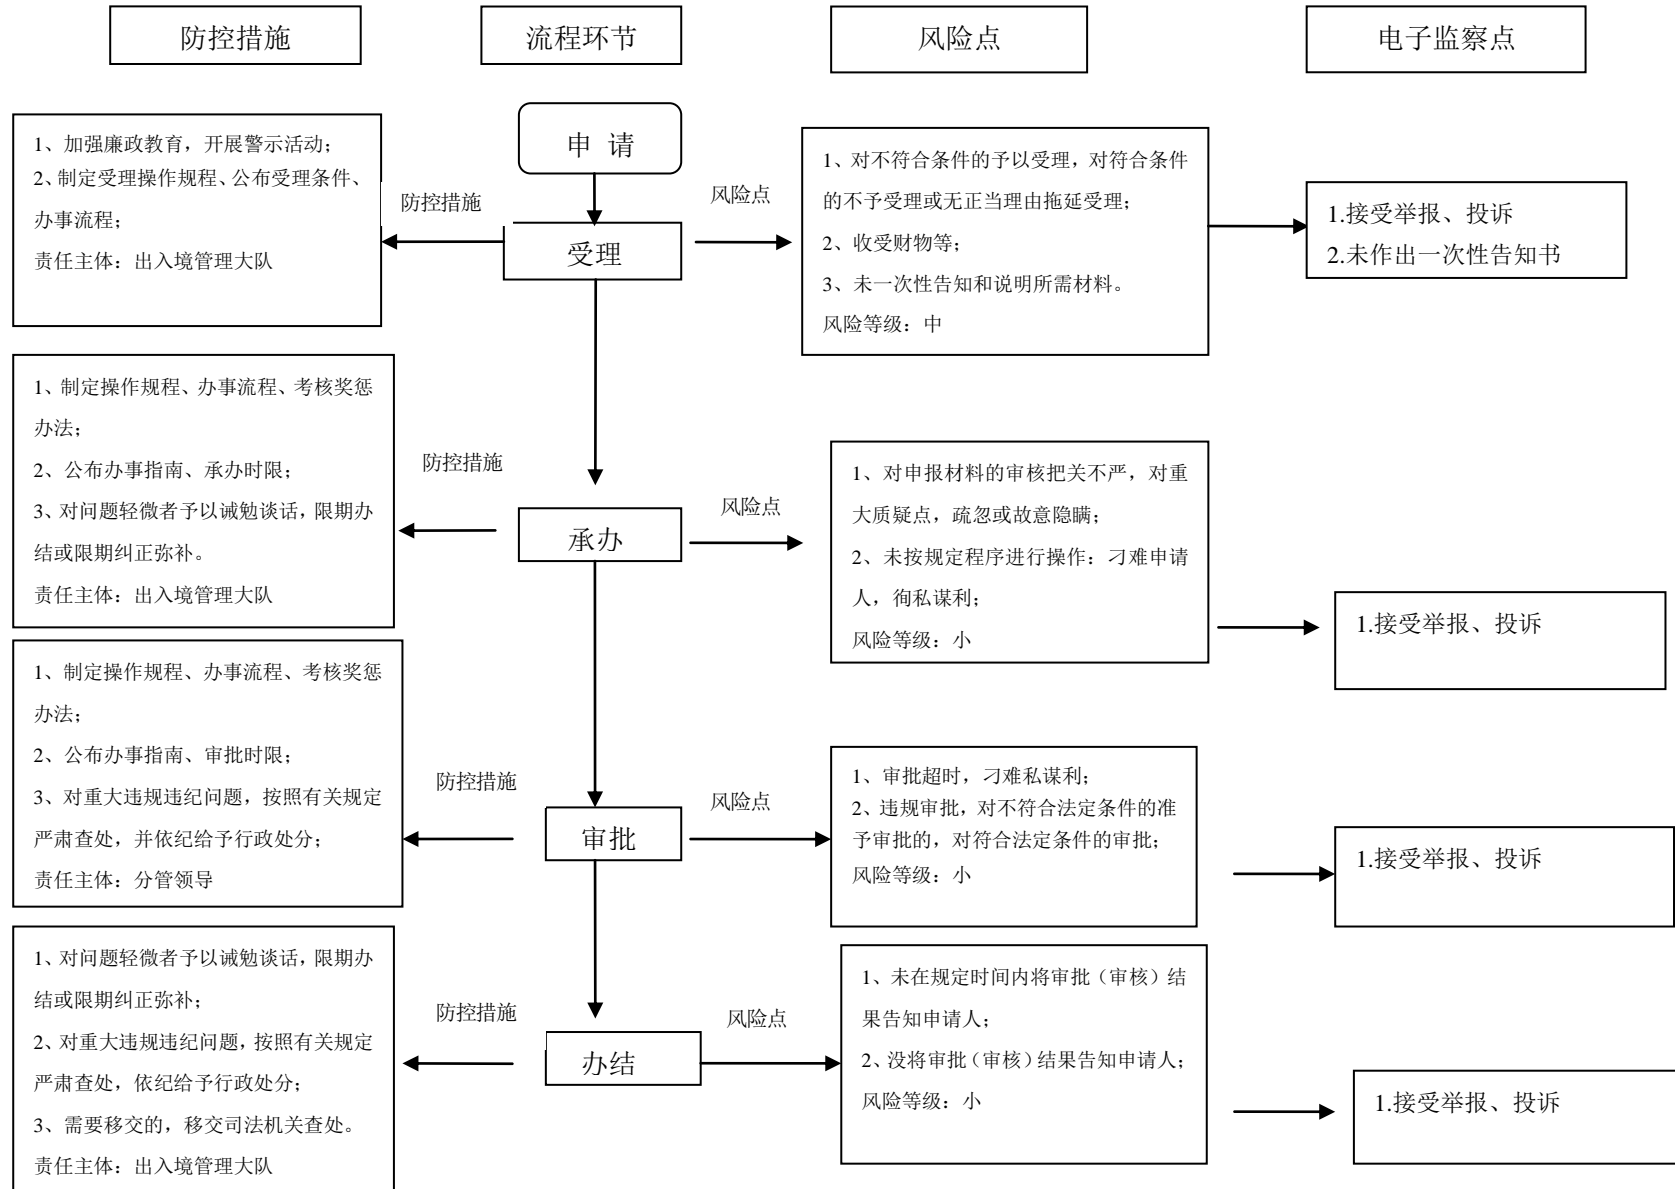 防控措施
流程环节
风险点
电子监察点
申 请
1、加强廉政教育，开展警示活动；
2、制定受理操作规程、公布受理条件、
办事流程；
责任主体：出入境管理大队
防控措施
受理
风险点
1、对不符合条件的予以受理，对符合条件
的不予受理或无正当理由拖延受理；
2、收受财物等；
3、未一次性告知和说明所需材料。
风险等级：中
1.接受举报、投诉
2.未作出一次性告知书
1、制定操作规程、办事流程、考核奖惩
办法；
2、公布办事指南、承办时限；
3、对问题轻微者予以诫勉谈话，限期办
结或限期纠正弥补。
责任主体：出入境管理大队
防控措施
承办
风险点
1、对申报材料的审核把关不严，对重
大质疑点，疏忽或故意隐瞒；
2、未按规定程序进行操作：刁难申请
人，徇私谋利；
风险等级：小
1.接受举报、投诉
1、制定操作规程、办事流程、考核奖惩
办法；
2、公布办事指南、审批时限；
3、对重大违规违纪问题，按照有关规定
严肃查处，并依纪给予行政处分；
责任主体：分管领导
防控措施
审批
风险点
1、审批超时，刁难私谋利；
2、违规审批，对不符合法定条件的准
予审批的，对符合法定条件的审批；
风险等级：小
1.接受举报、投诉
1、对问题轻微者予以诫勉谈话，限期办
结或限期纠正弥补；
2、对重大违规违纪问题，按照有关规定
严肃查处，依纪给予行政处分；
3、需要移交的，移交司法机关查处。
责任主体：出入境管理大队
防控措施
办结
风险点
1、未在规定时间内将审批（审核）结
果告知申请人；
2、没将审批（审核）结果告知申请人；
风险等级：小
1.接受举报、投诉